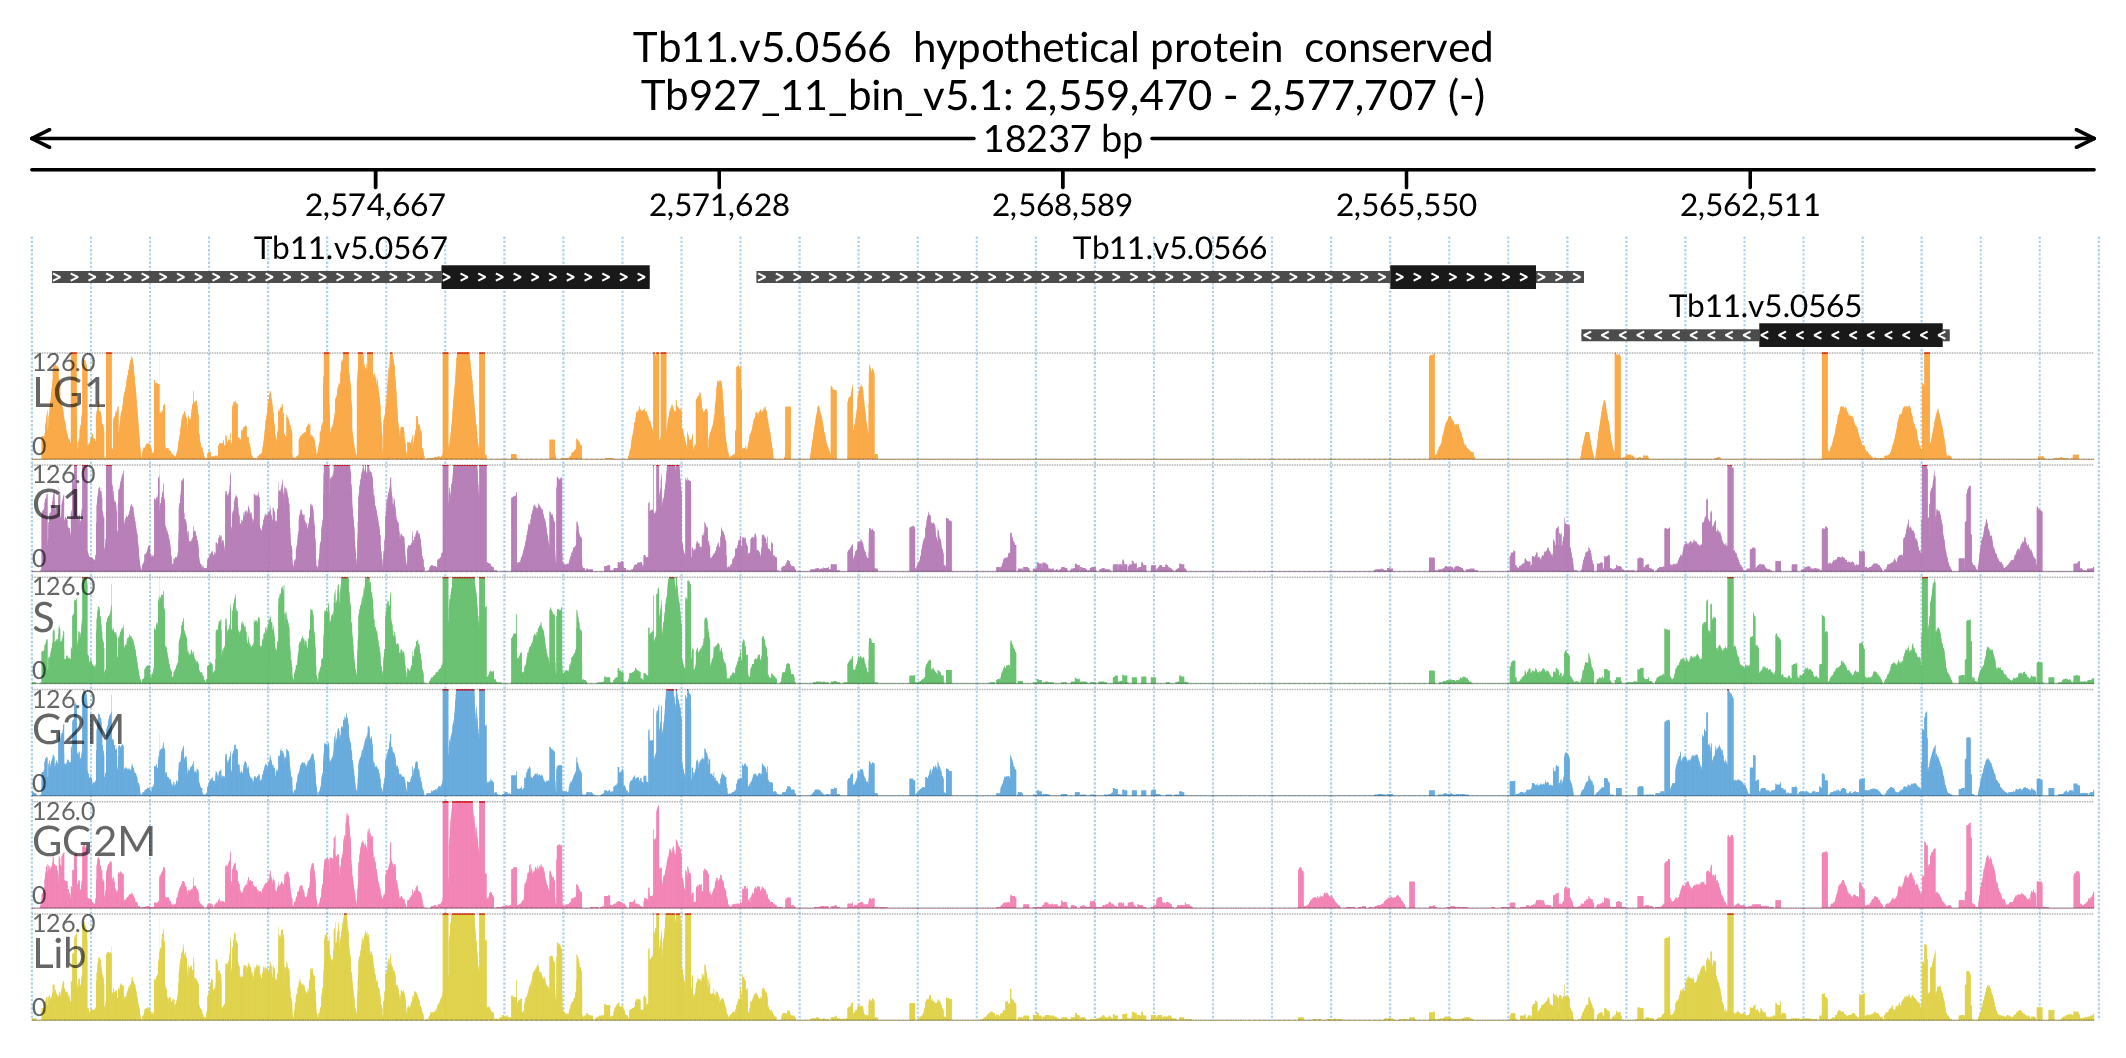 Tb11.v5.0566 hypothetical protein conserved
Tb927_11_bin_v5.1: 2,559,470 - 2,577,707 (-)
18237 bp
2,574,667 2,571,628 2,568,589 2,565,550 2,562,511
Tb11.v5.0567 Tb11.v5.0566
Tb11.v5.0565
126.0
LG1
0
126.0
G1
0
126.0
S
0
126.0
G2M
0
126.0
GG2M
0
126.0
Lib
0